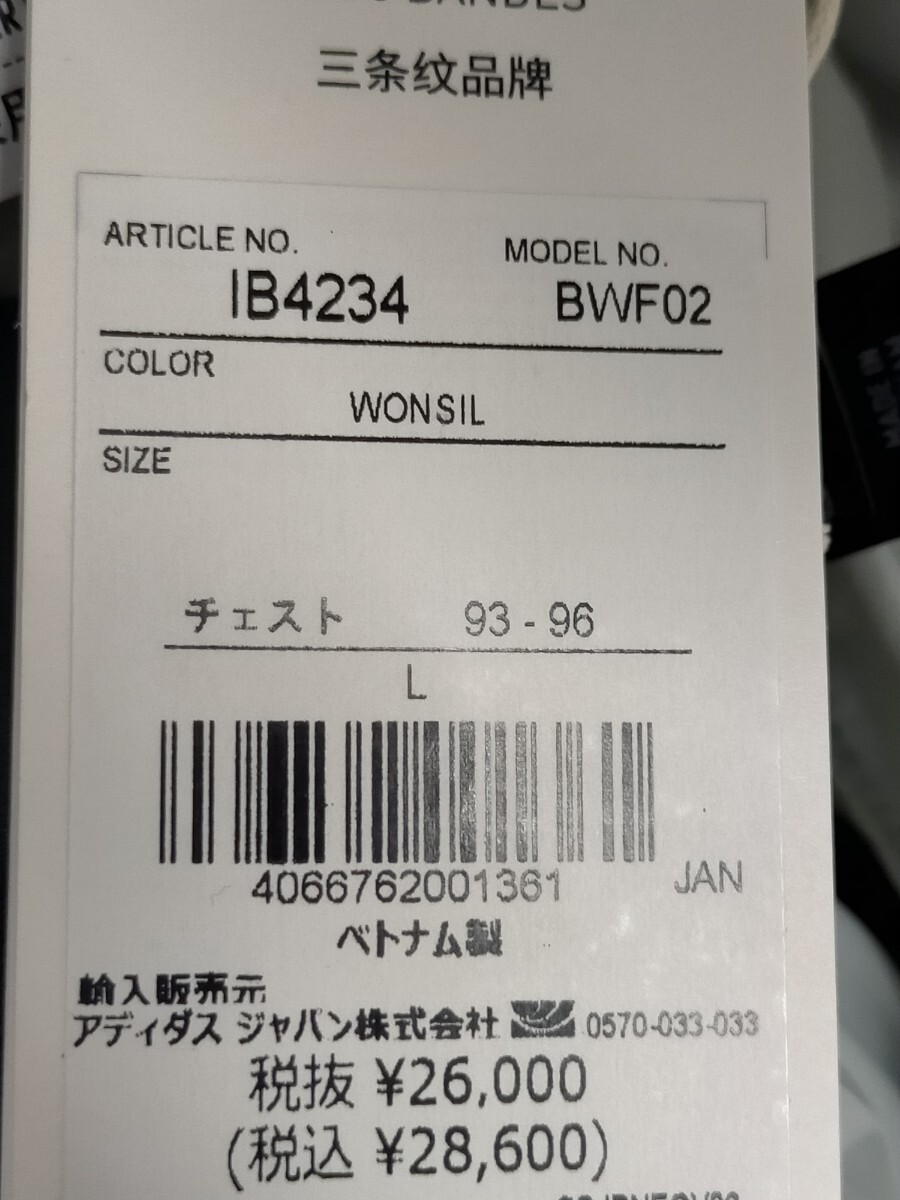 BANDES
三条纹品牌
ARTICLE NO. MODEL NO.
IB4234 BWF02
COLOR
WONSIL
SIZE
チェスト 93 - 96
L
4066762001361 JAN
ベトナム製
輸入販売元
アディダス ジャパン株式会社 0570-033-033
税抜 ¥26,000
(税込 ¥28,600)